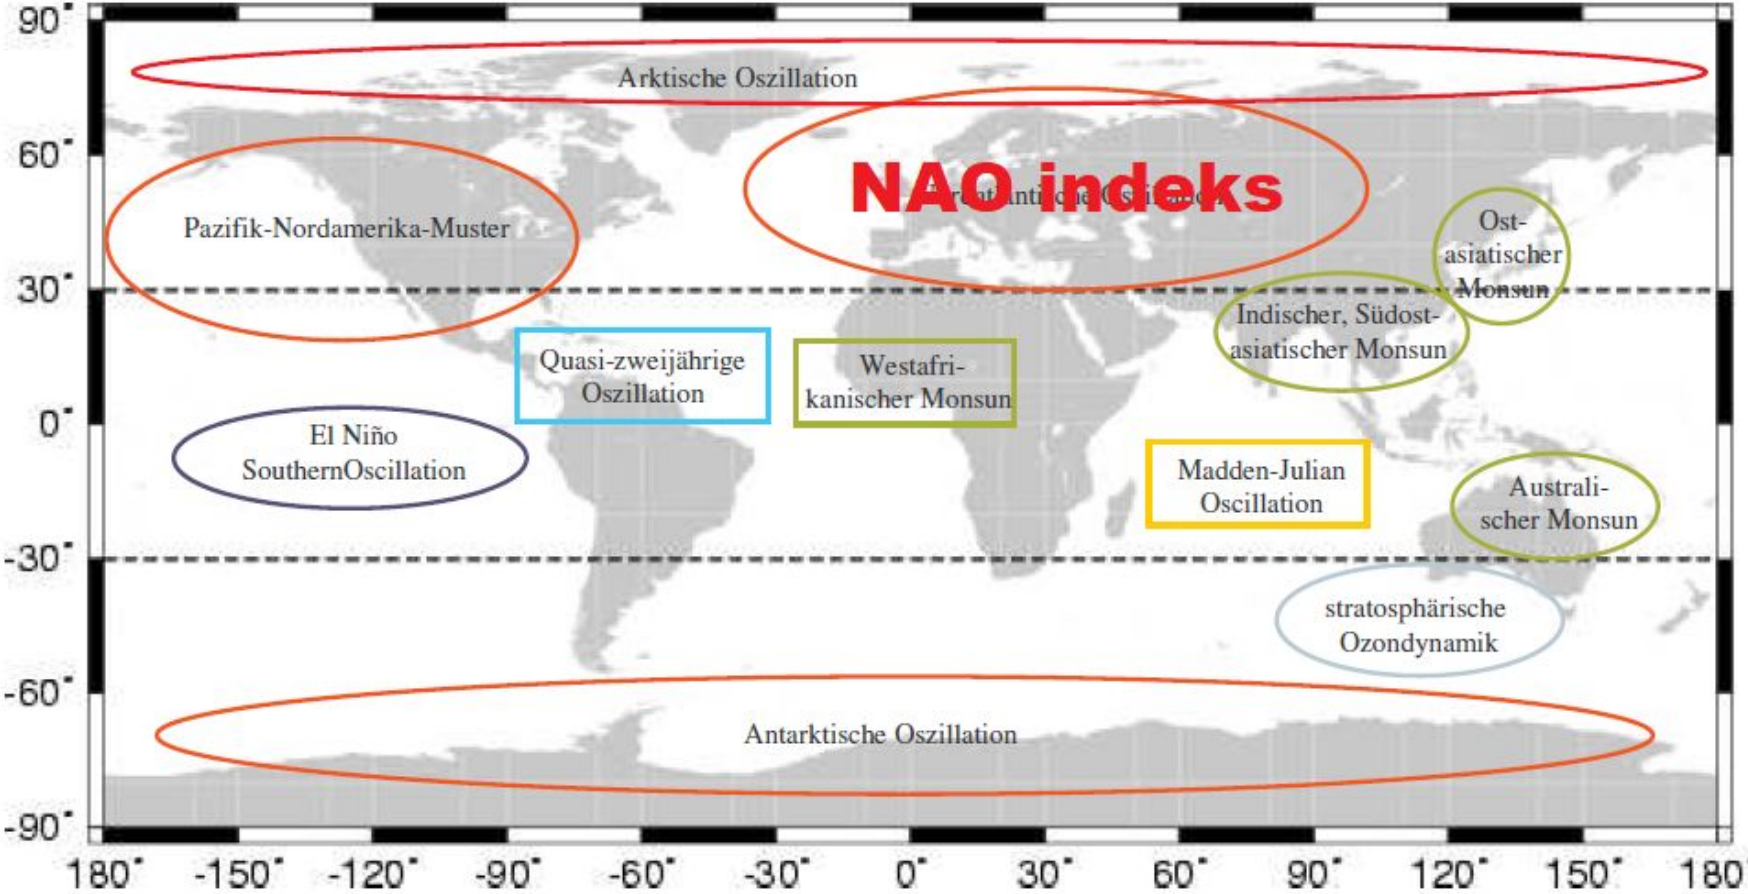 90°
Arktische Oszillation
60°
NAO indeks
Pazifik-Nordamerika-Muster
Ost-
asiatischer
Monsun
30°
Indischer, Südost-
asiatischer Monsun
Quasi-zweijährige
Oszillation
Westafri-
kanischer Monsun
0°
El Niño
SouthernOscillation
Madden-Julian
Oscillation
Australi-
scher Monsun
-30°
stratosphärische
Ozondynamik
-60°
Antarktische Oszillation
-90°
180° -150° -120° -90° -60° -30° 0° 30° 60° 90° 120° 150° 180°